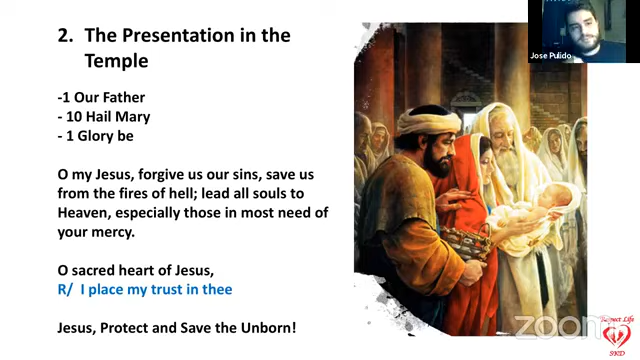 2. The Presentation in the
Temple
-1 Our Father
- 10 Hail Mary
- 1 Glory be
O my Jesus, forgive us our sins, save us
from the fires of hell; lead all souls to
Heaven, especially those in most need of
your mercy.
O sacred heart of Jesus,
R/ I place my trust in thee
Jesus, Protect and Save the Unborn!
Jose Pulido
zoom
Life
SKD